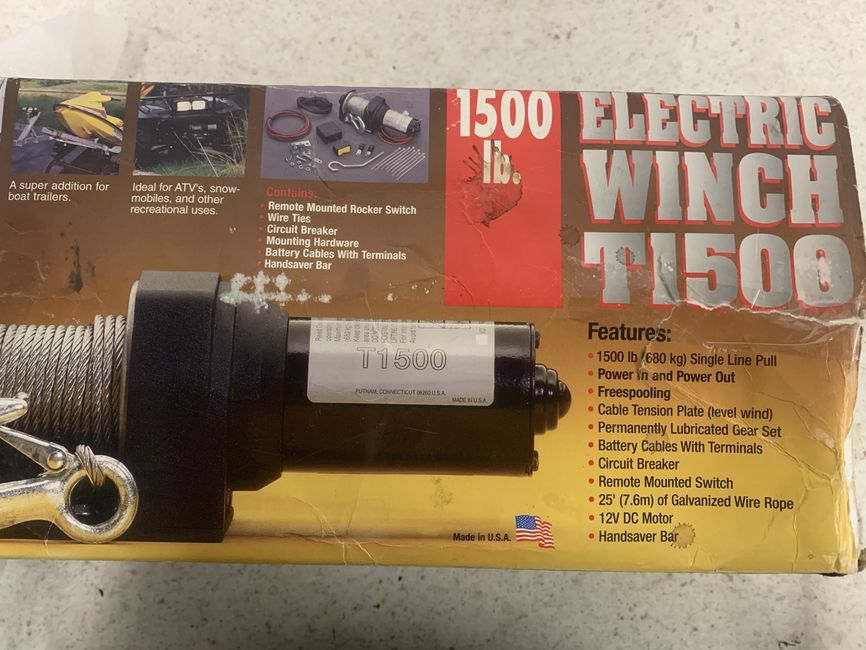 A super addition for
boat trailers.
Ideal for ATV's, snow-
mobiles, and other
recreational uses.
Contains:
• Remote Mounted Rocker Switch
• Wire Ties
• Circuit Breaker
• Mounting Hardware
• Battery Cables With Terminals
• Handsaver Bar
1500
lb.
ELECTRIC
WINCH
T1500
T1500
PUTNAM, CONNECTICUT 06260 U.S.A.
MADE IN U.S.A.
Made in U.S.A.
Features:
• 1500 lb (680 kg) Single Line Pull
• Power In and Power Out
• Freespooling
• Cable Tension Plate (level wind)
• Permanently Lubricated Gear Set
• Battery Cables With Terminals
• Circuit Breaker
• Remote Mounted Switch
• 25' (7.6m) of Galvanized Wire Rope
• 12V DC Motor
• Handsaver Bar